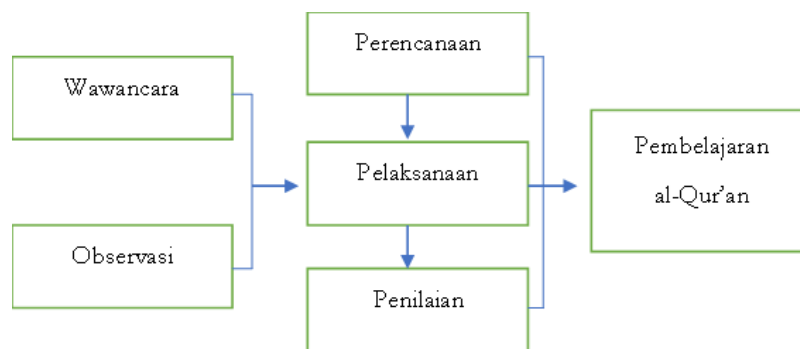 Wawancara
Observasi
Perencanaan
Pelaksanaan
Penilaian
Pembelajaran
al-Qur’an